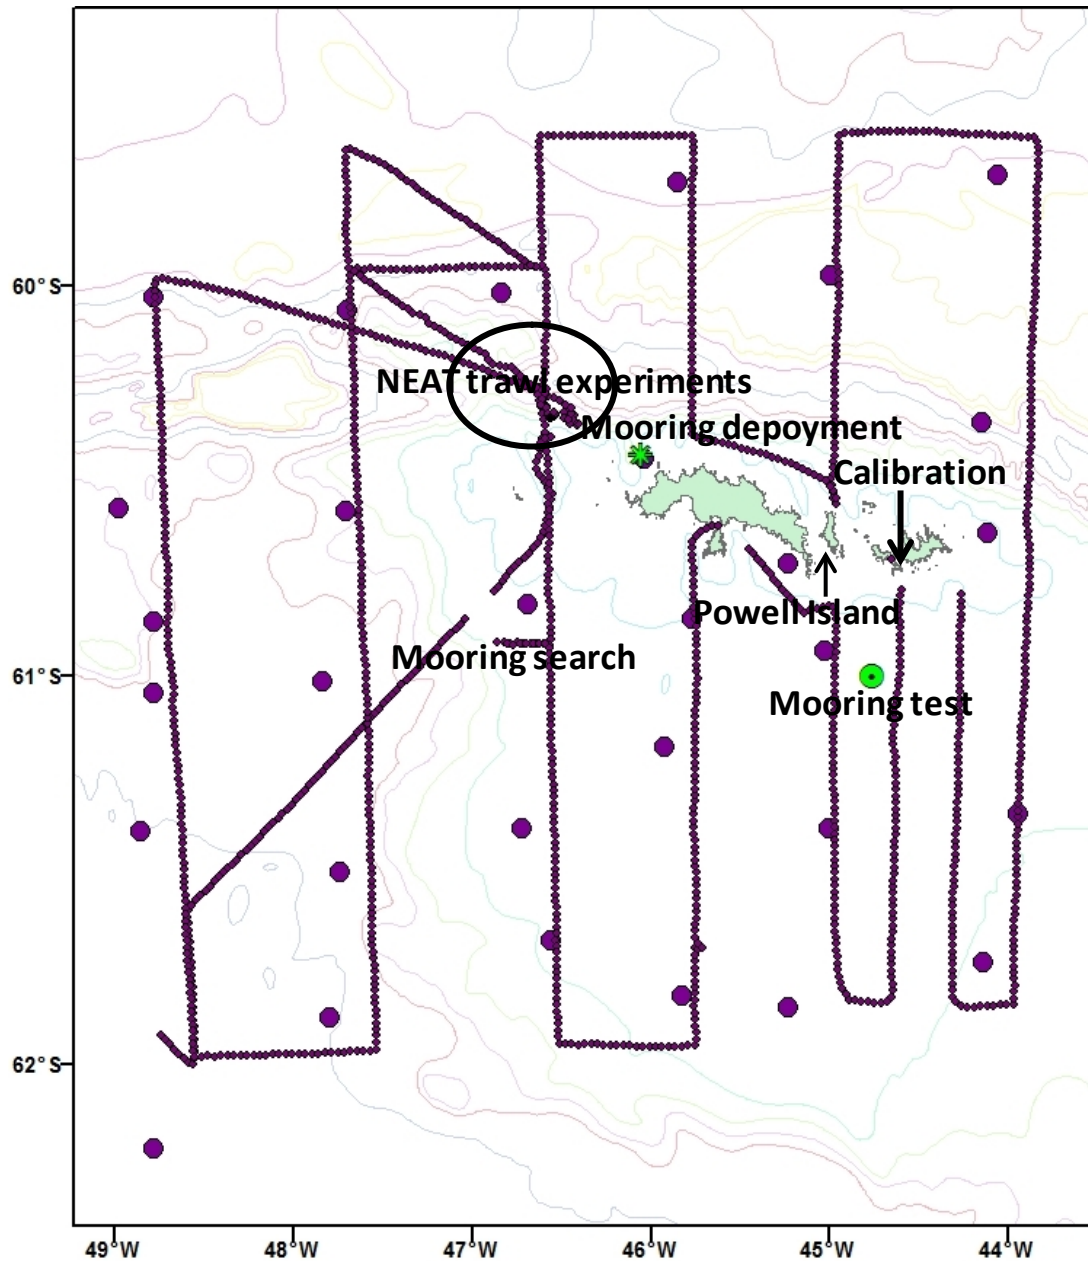 60°S
NEAT trawl experiments
Mooring depoyment
Calibration
Powell Island
Mooring search
61°S
Mooring test
62°S
49°W 48°W 47°W 46°W 45°W 44°W